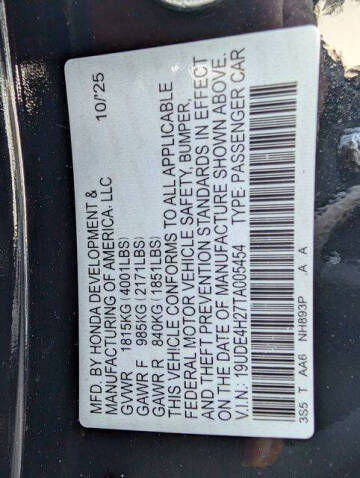 MFD. BY HONDA DEVELOPMENT & 10/'25
MANUFACTURING OF AMERICA. LLC
GVWR 1815KG (4001LBS)
GAWR F 985KG (2171LBS)
GAWR R 840KG (1851LBS)
THIS VEHICLE CONFORMS TO ALL APPLICABLE
FEDERAL MOTOR VEHICLE SAFETY, BUMPER,
AND THEFT PREVENTION STANDARDS IN EFFECT
ON THE DATE OF MANUFACTURE SHOWN ABOVE.
V.I.N.: 19UDE4H27TA005454 TYPE: PASSENGER CAR
3S5 T AA6 NH893P .A A